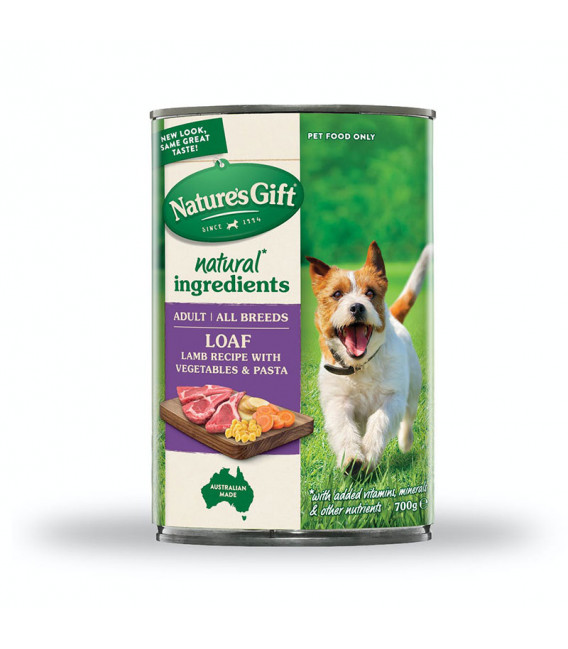 NEW LOOK,
SAME GREAT
TASTE!
PET FOOD ONLY
Nature's Gift®
SINCE 1994
natural*
ingredients
ADULT | ALL BREEDS
LOAF
LAMB RECIPE WITH
VEGETABLES & PASTA
AUSTRALIAN
MADE
*with added vitamins, minerals
& other nutrients
700g e